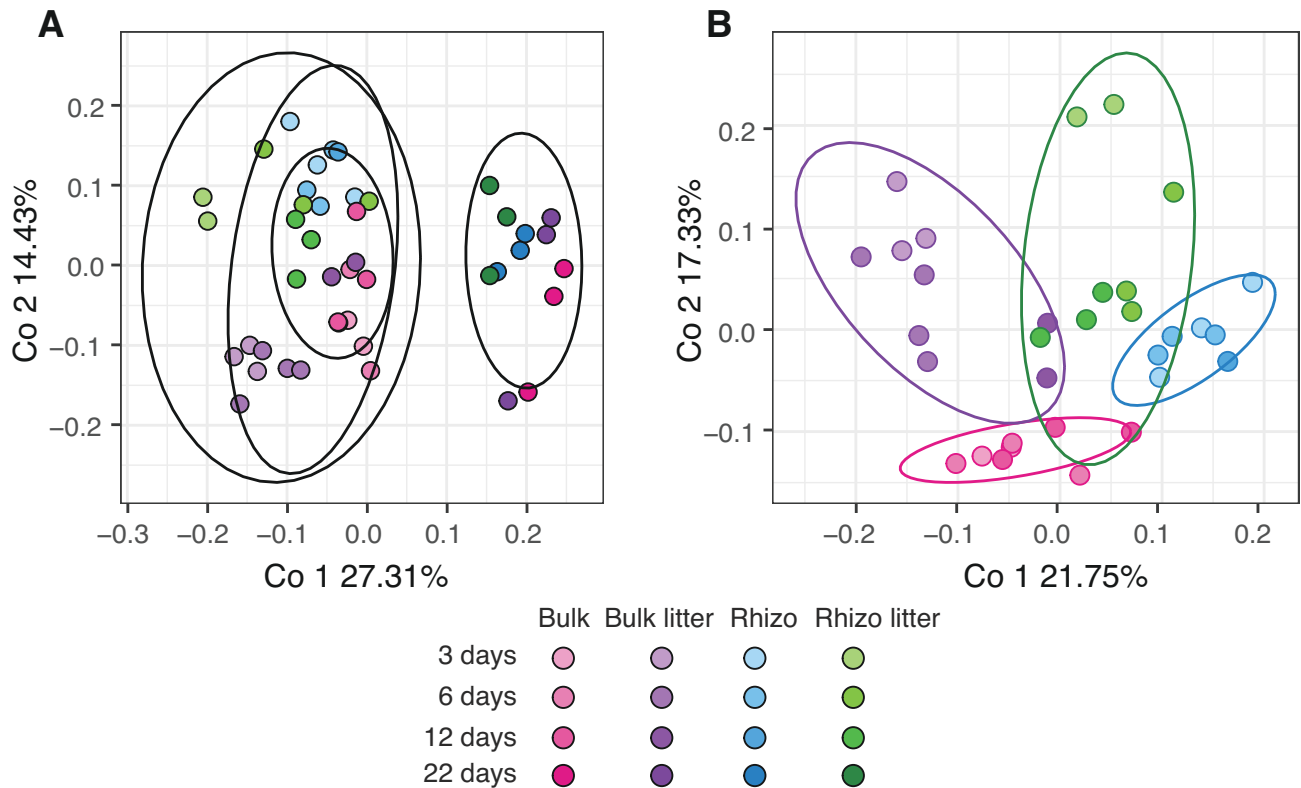 A
B
Co 2 14.43%
0.2
0.1
0.0
−0.1
−0.2
−0.3 −0.2 −0.1 0.0 0.1 0.2
Co 1 27.31%
Co 2 17.33%
0.2
0.1
0.0
−0.1
−0.2 −0.1 0.0 0.1 0.2
Co 1 21.75%
Bulk Bulk litter Rhizo Rhizo litter
3 days
6 days
12 days
22 days